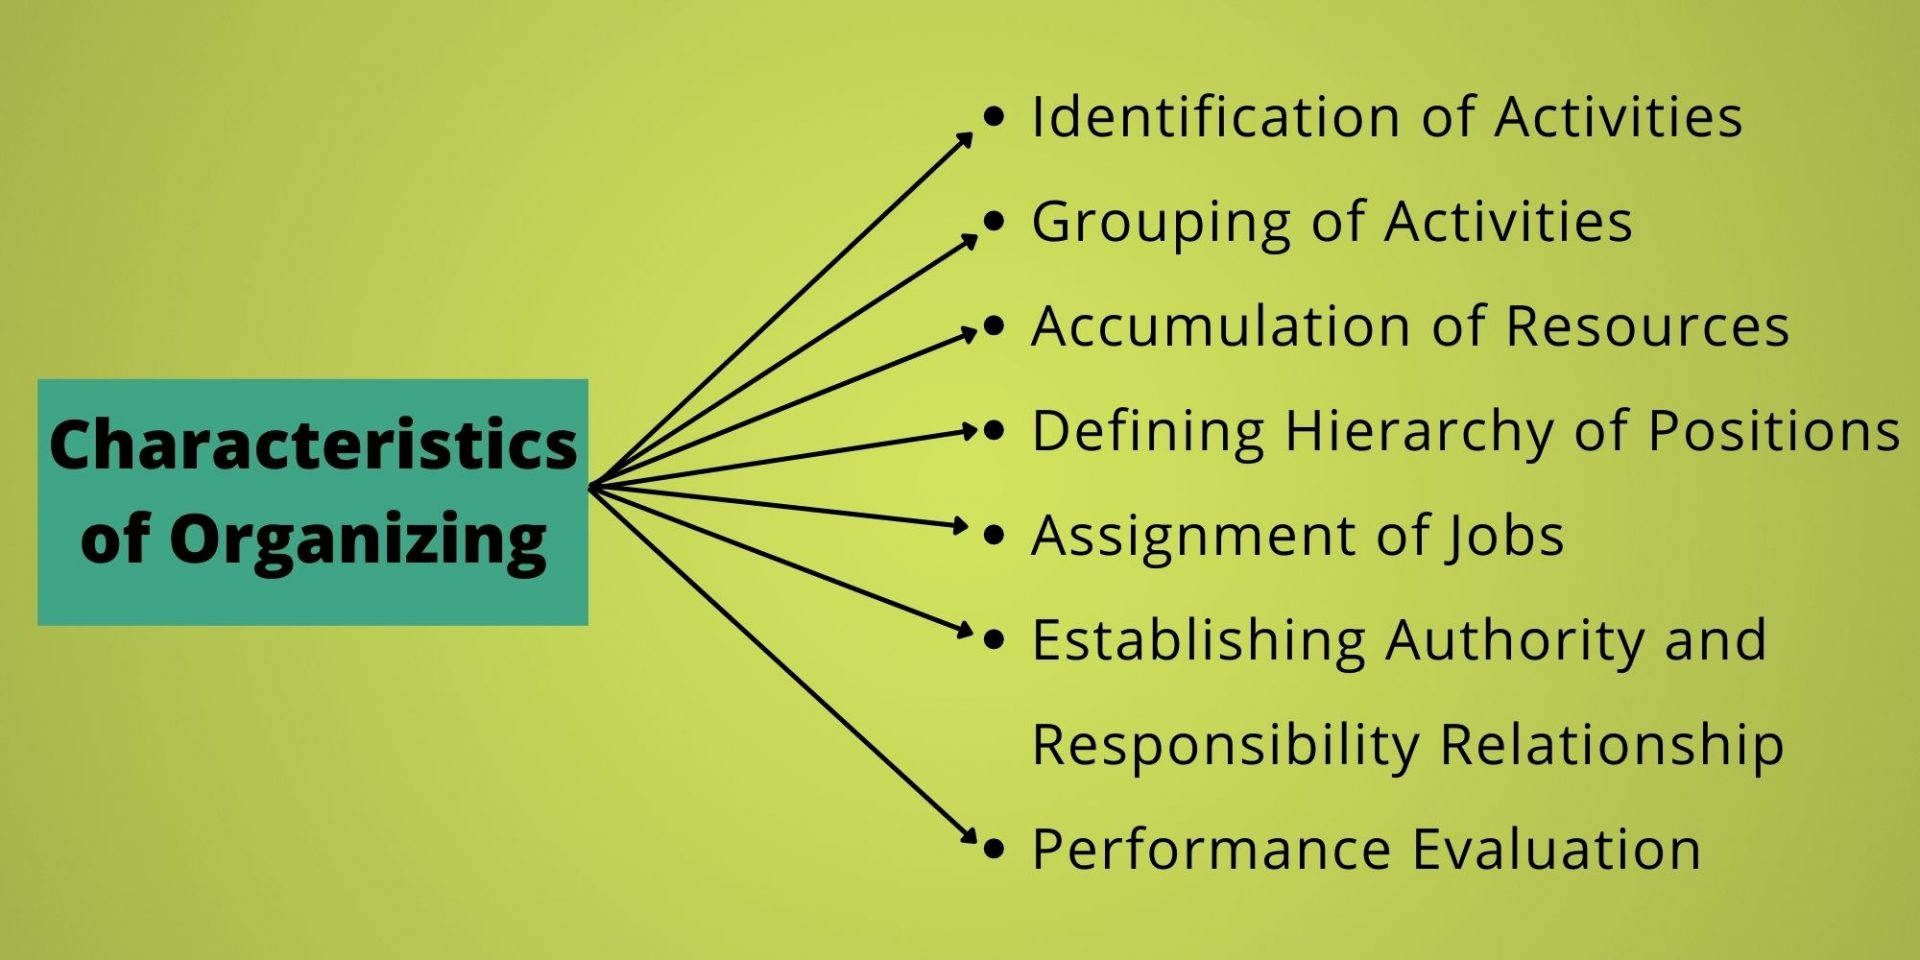 Characteristics
of Organizing
Identification of Activities
Grouping of Activities
Accumulation of Resources
Defining Hierarchy of Positions
Assignment of Jobs
Establishing Authority and
Responsibility Relationship
Performance Evaluation